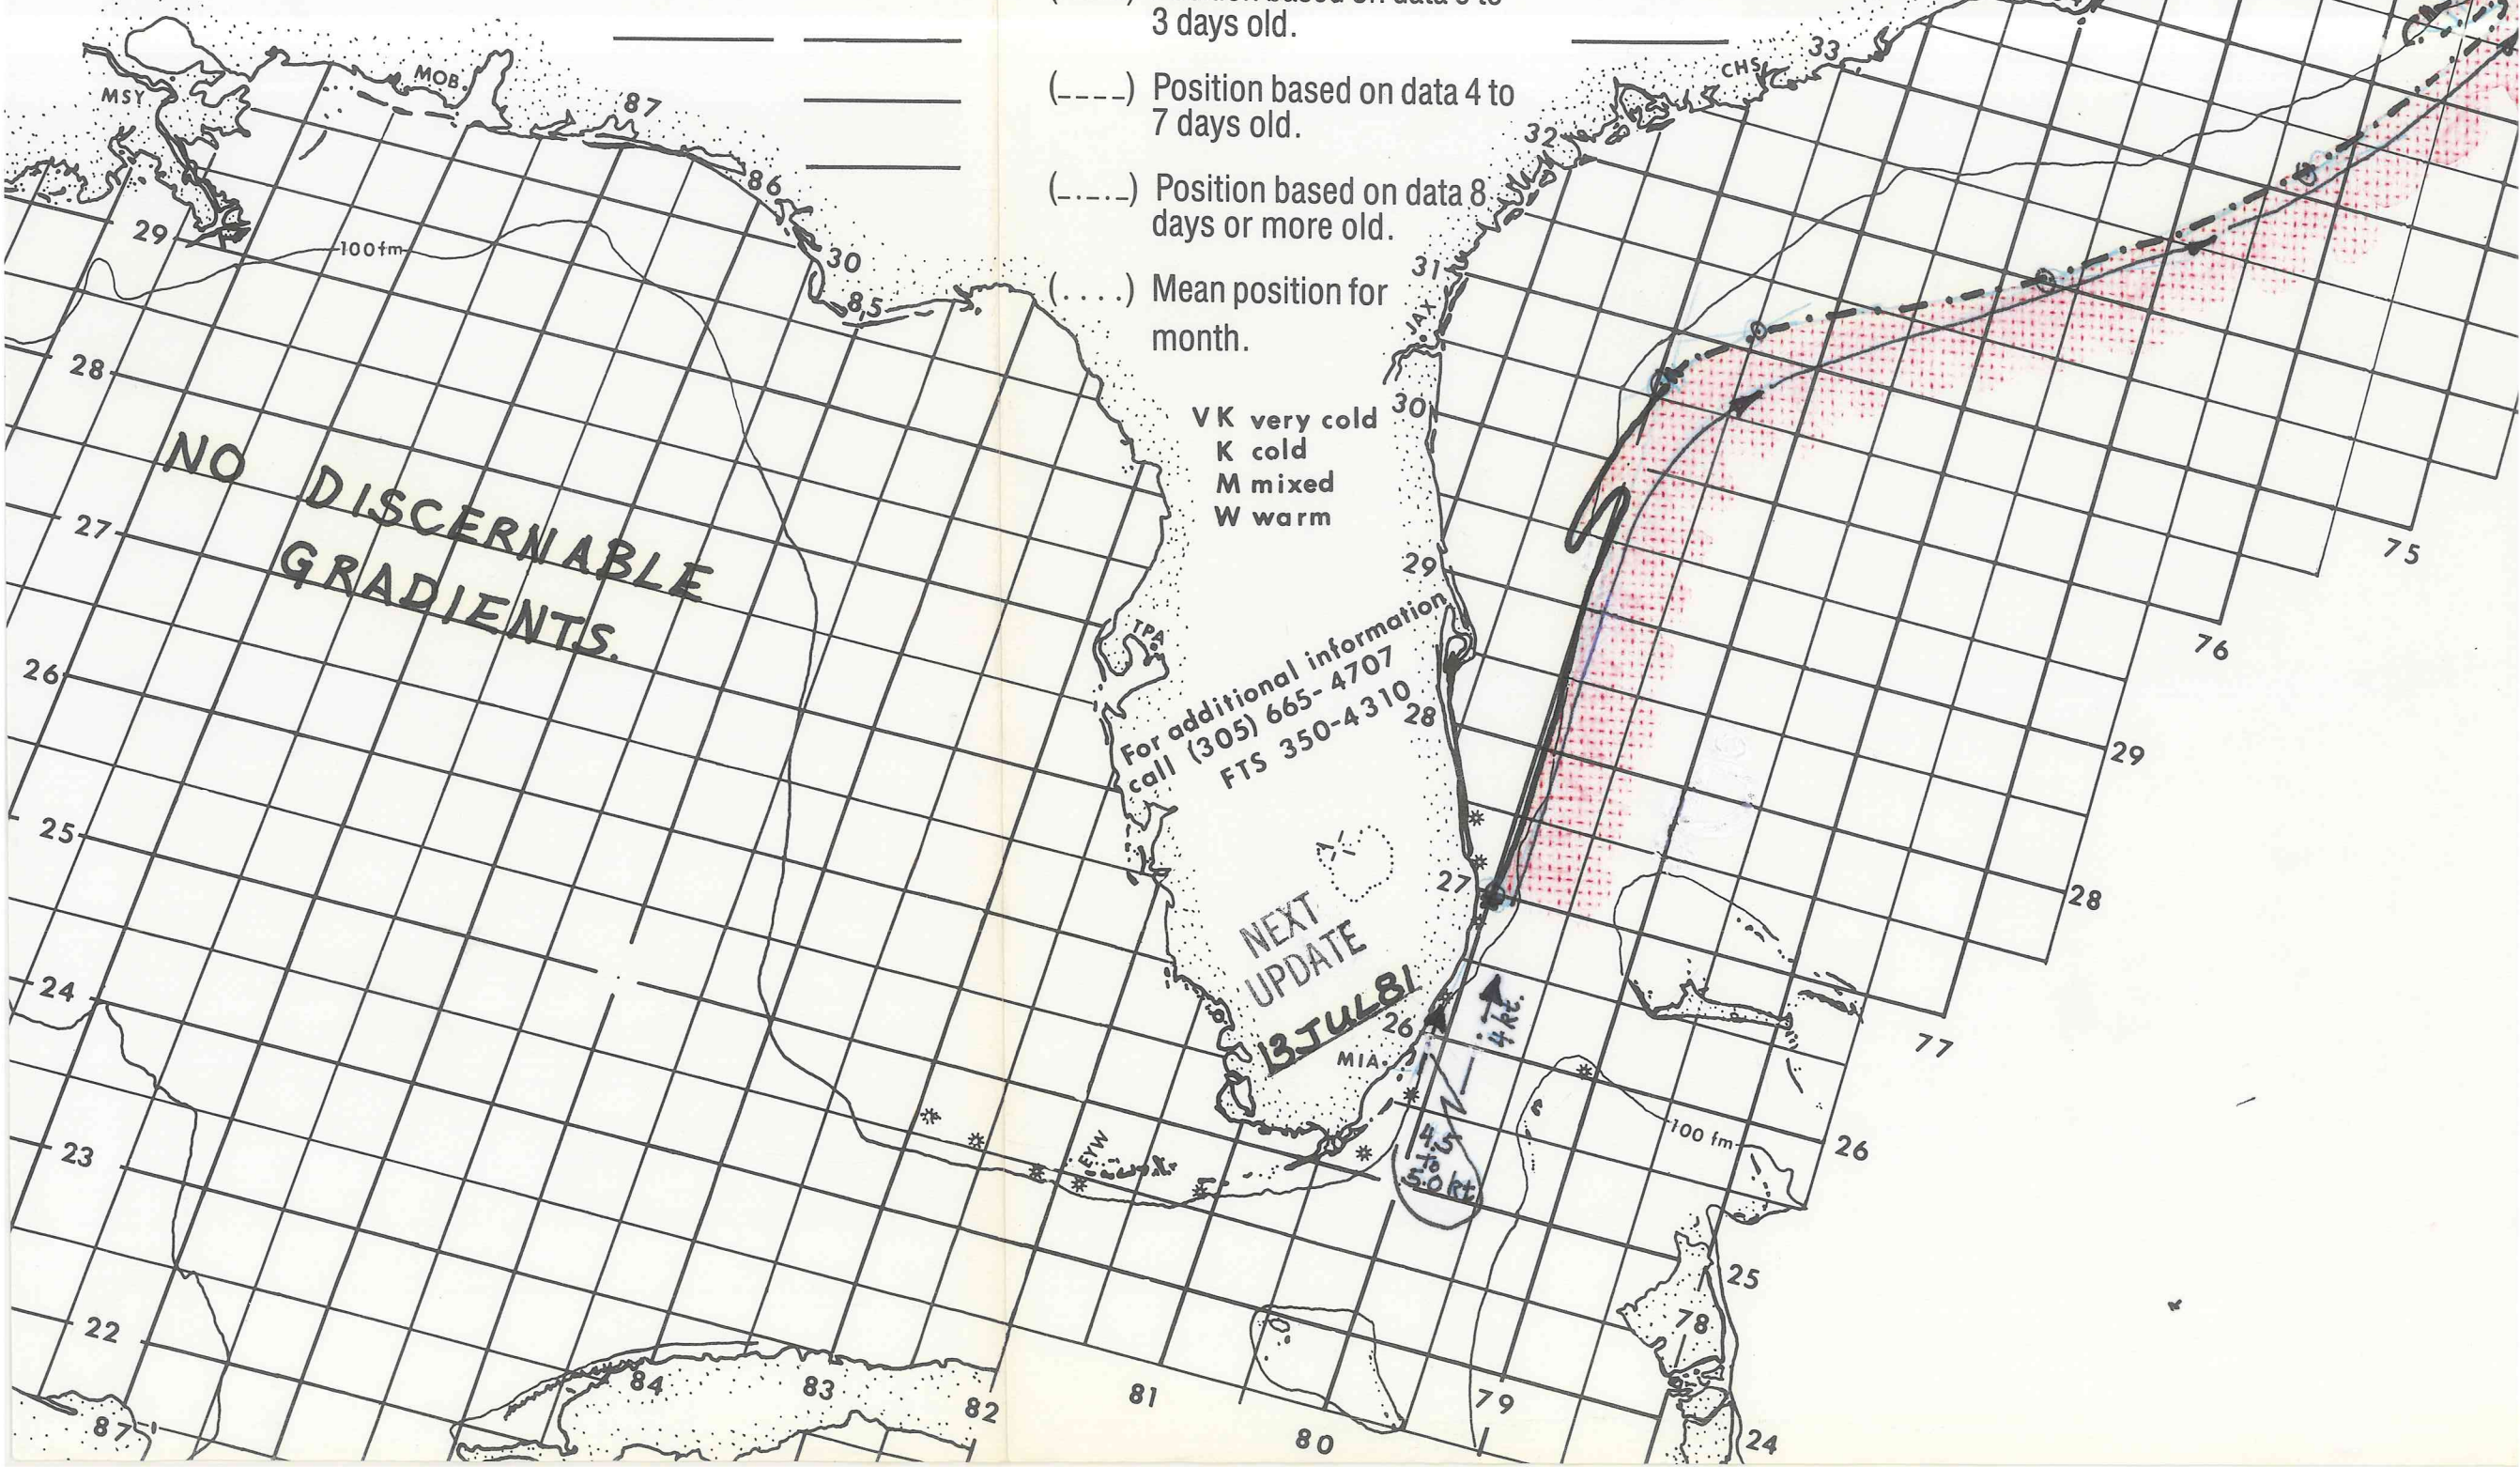 3 days old.
(----) Position based on data 4 to
7 days old.
(_._._) Position based on data 8
days or more old.
(....) Mean position for
month.
VK very cold
K cold
M mixed
W warm
For additional information
call (305) 665-4707
FTS 350-4310
NEXT
UPDATE
13 JUL 81
NO DISCERNABLE
GRADIENTS.
MSY
MOB.
CHS
JAX
TPA
MIA.
EYW
100fm
100 fm
4 kt.
4.5
to
5.0 kt
87
86
30
85
29
28
27
26
25
24
23
22
87
84
83
82
81
80
79
78
24
25
26
77
28
29
76
75
33
32
31
30
29
28
27
26